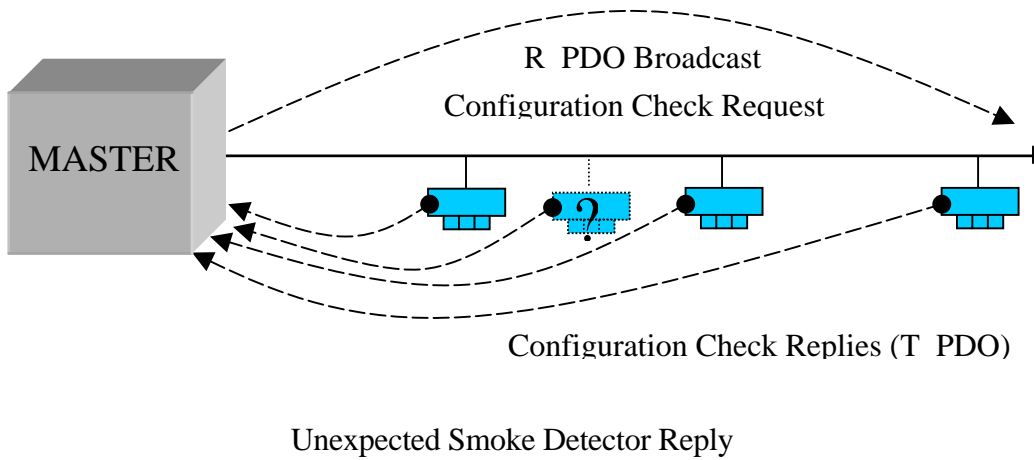 R PDO Broadcast
Configuration Check Request
MASTER
?
Configuration Check Replies (T PDO)
Unexpected Smoke Detector Reply